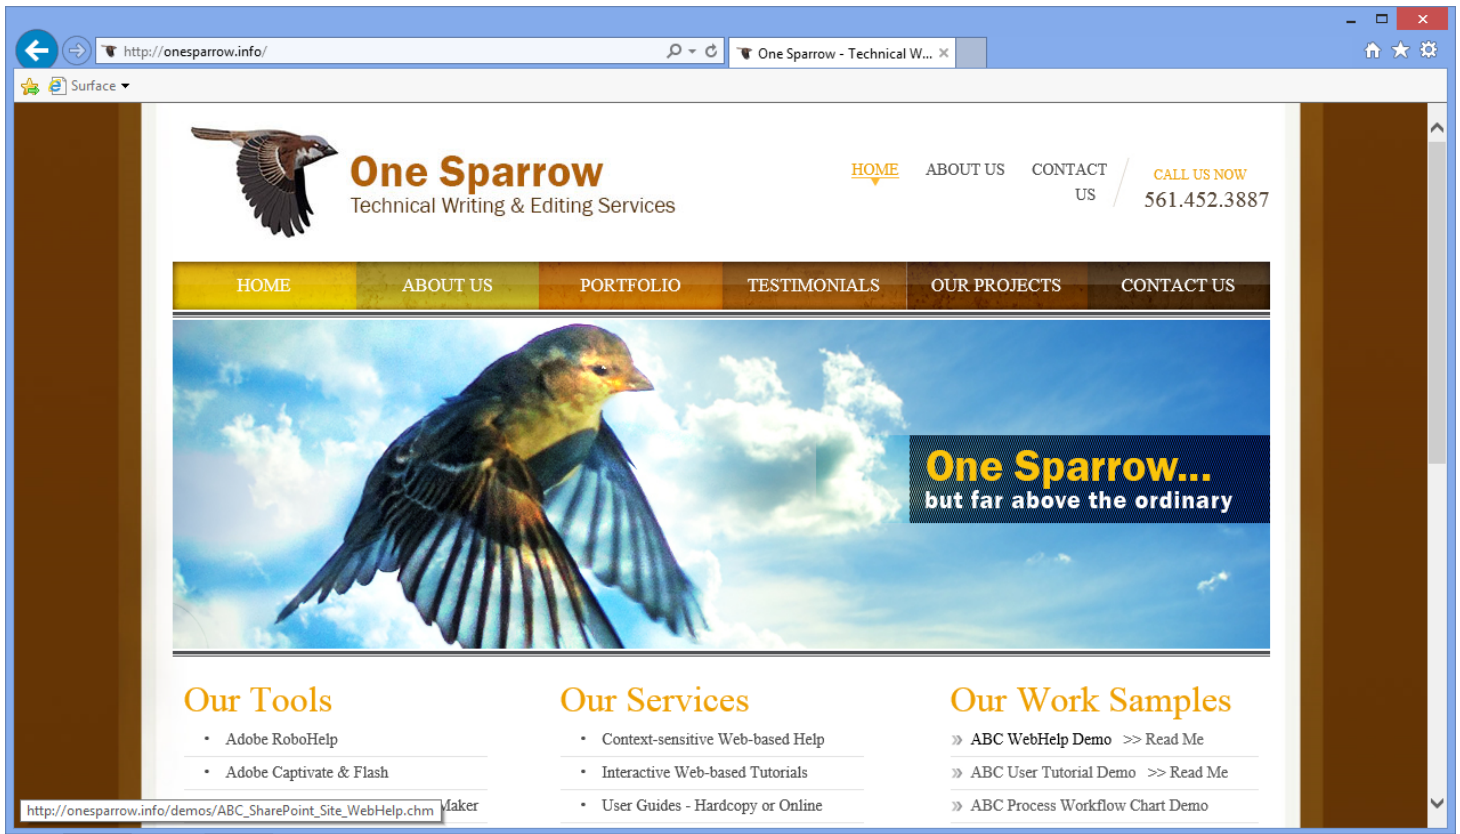 http://onesparrow.info/
One Sparrow - Technical W...
Surface
One Sparrow
Technical Writing & Editing Services
HOME
ABOUT US
CONTACT US
CALL US NOW
561.452.3887
HOME ABOUT US PORTFOLIO TESTIMONIALS OUR PROJECTS CONTACT US
One Sparrow...
but far above the ordinary
Our Tools
• Adobe RoboHelp
• Adobe Captivate & Flash
Maker
Our Services
• Context-sensitive Web-based Help
• Interactive Web-based Tutorials
• User Guides - Hardcopy or Online
Our Work Samples
» ABC WebHelp Demo >> Read Me
» ABC User Tutorial Demo >> Read Me
» ABC Process Workflow Chart Demo
http://onesparrow.info/demos/ABC_SharePoint_Site_WebHelp.chm